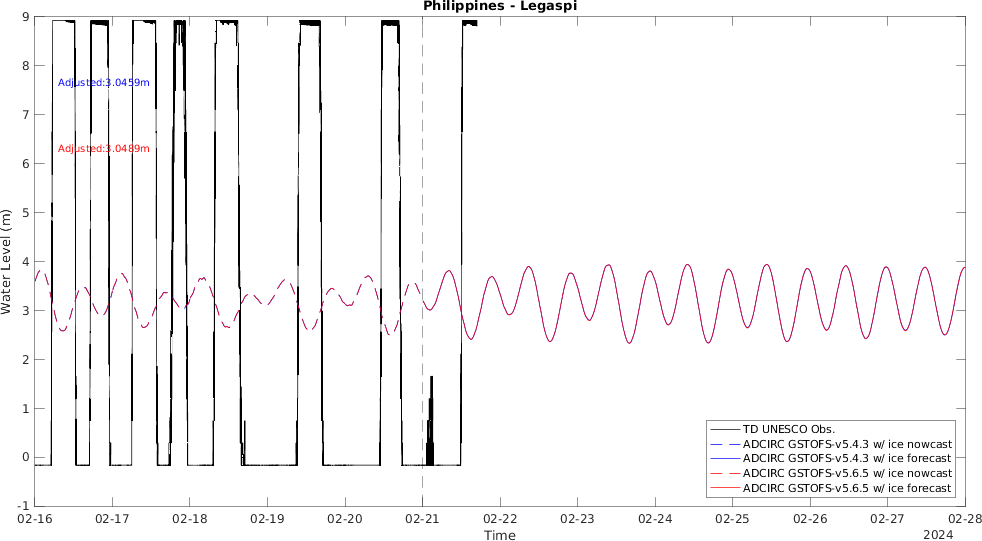 Philippines - Legaspi
9
8
7
6
5
4
3
2
1
0
-1
Water Level (m)
Adjusted:3.0459m
Adjusted:3.0489m
TD UNESCO Obs.
ADCIRC GSTOFS-v5.4.3 w/ ice nowcast
ADCIRC GSTOFS-v5.4.3 w/ ice forecast
ADCIRC GSTOFS-v5.6.5 w/ ice nowcast
ADCIRC GSTOFS-v5.6.5 w/ ice forecast
02-16 02-17 02-18 02-19 02-20 02-21 02-22 02-23 02-24 02-25 02-26 02-27 02-28
Time
2024